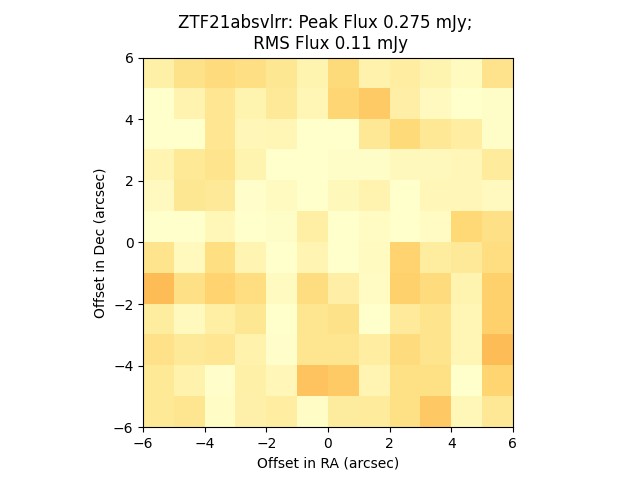 ZTF21absvlrr: Peak Flux 0.275 mJy;
RMS Flux 0.11 mJy
6
4
2
0
−2
−4
−6
Offset in Dec (arcsec)
−6 −4 −2 0 2 4 6
Offset in RA (arcsec)